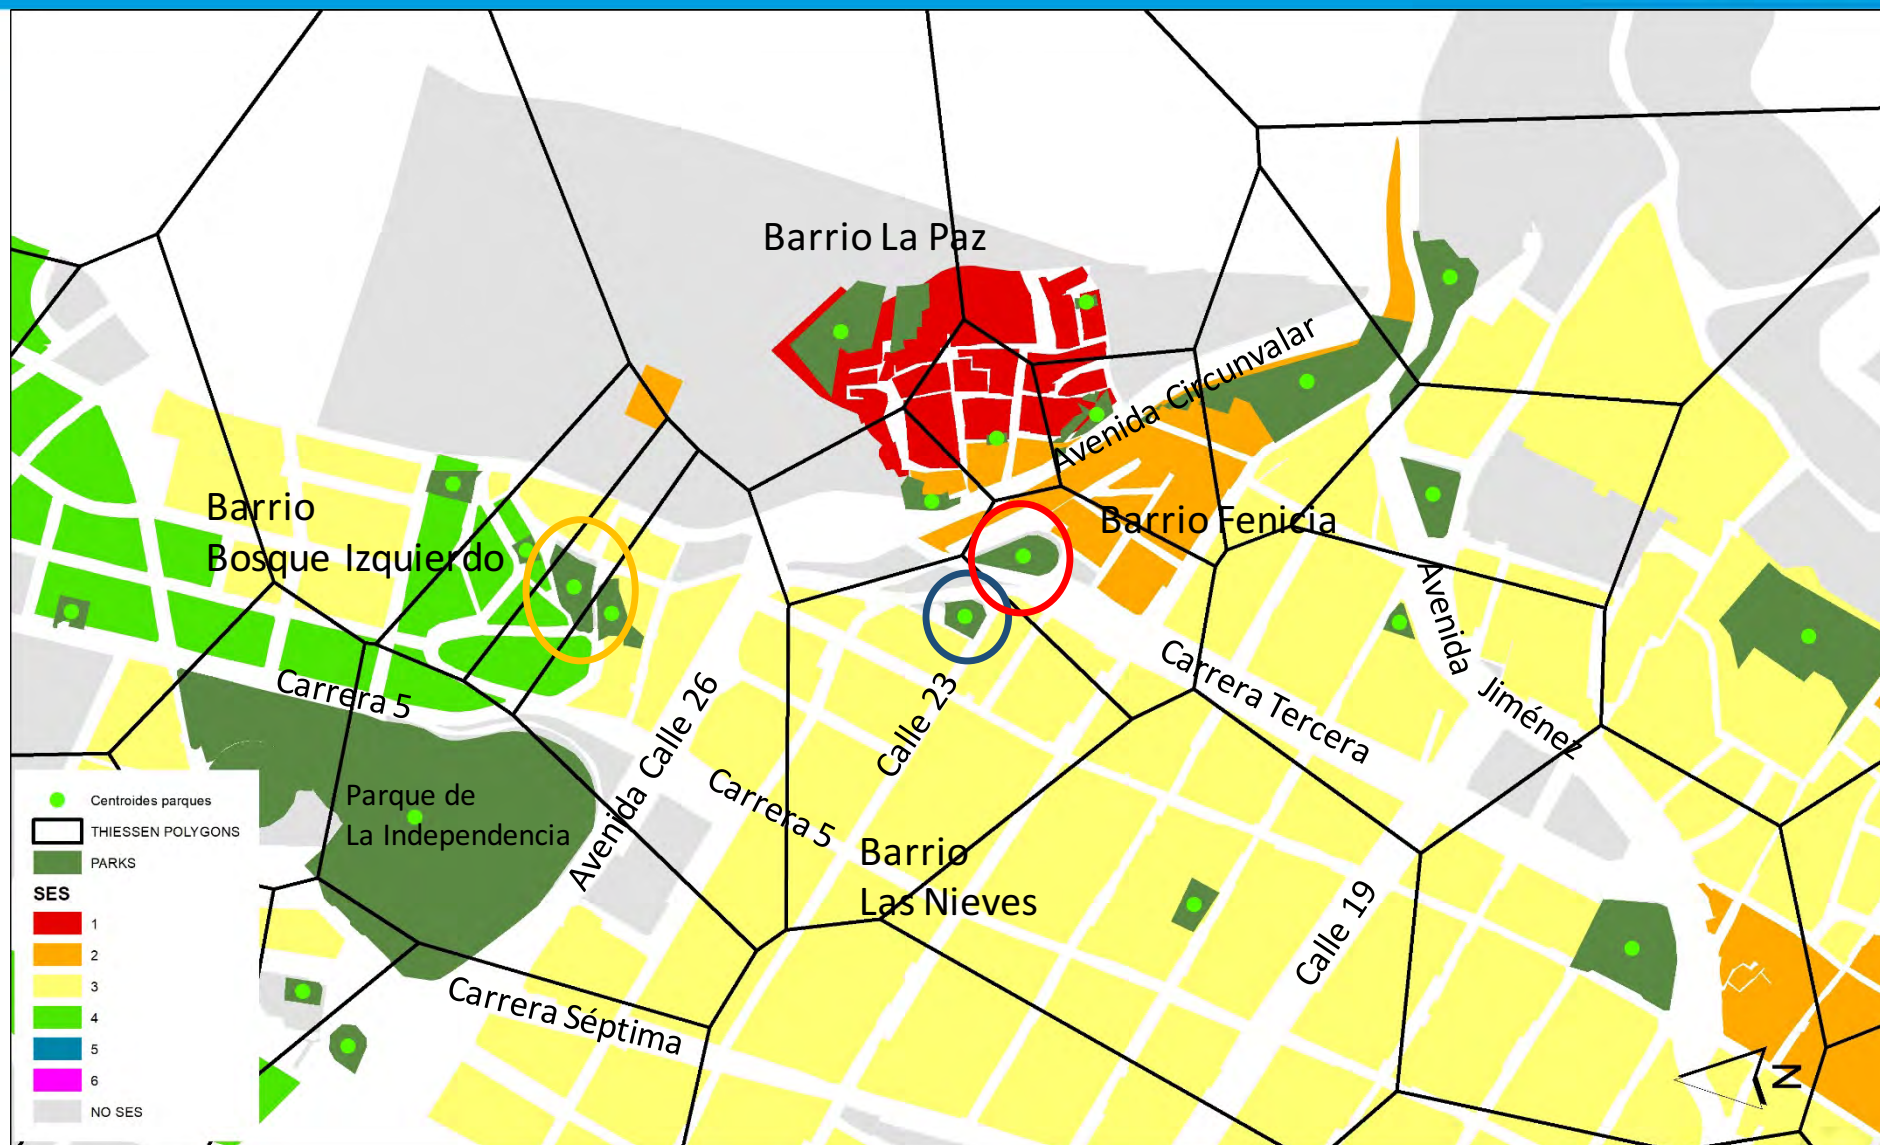 Barrio La Paz
Avenida Circunvalar
Barrio
Bosque Izquierdo
Barrio Fenicia
Avenida
Jiménez
Carrera 5
Calle 23
Carrera Tercera
Avenida Calle 26
Carrera 5
Parque de
La Independencia
Barrio
Las Nieves
Calle 19
Carrera Séptima
Centroides parques
THIESSEN POLYGONS
PARKS
SES
1
2
3
4
5
6
NO SES
N